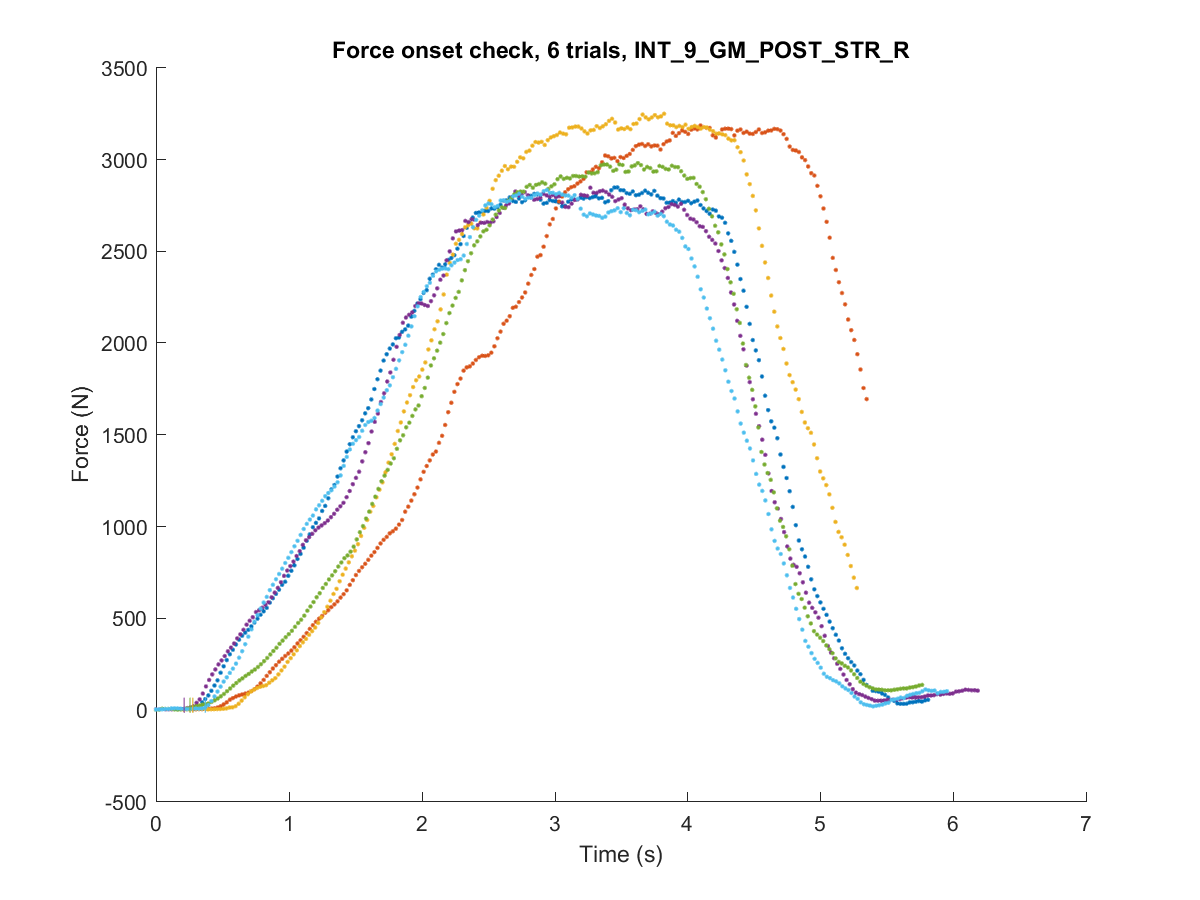 Force onset check, 6 trials, INT_9_GM_POST_STR_R
3500
3000
2500
2000
1500
1000
500
0
-500
Force (N)
0 1 2 3 4 5 6 7
Time (s)